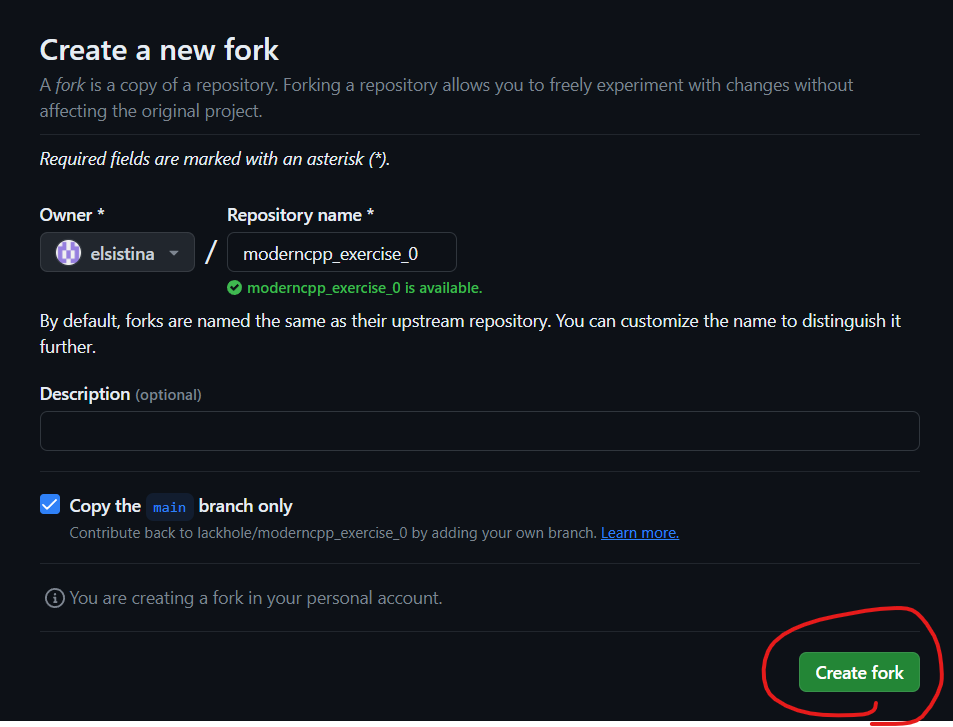 Create a new fork
A fork is a copy of a repository. Forking a repository allows you to freely experiment with changes without
affecting the original project.
Required fields are marked with an asterisk (*).
Owner * Repository name *
elsistina / moderncpp_exercise_0
moderncpp_exercise_0 is available.
By default, forks are named the same as their upstream repository. You can customize the name to distinguish it
further.
Description (optional)
Copy the main branch only
Contribute back to lackhole/moderncpp_exercise_0 by adding your own branch. Learn more.
You are creating a fork in your personal account.
Create fork